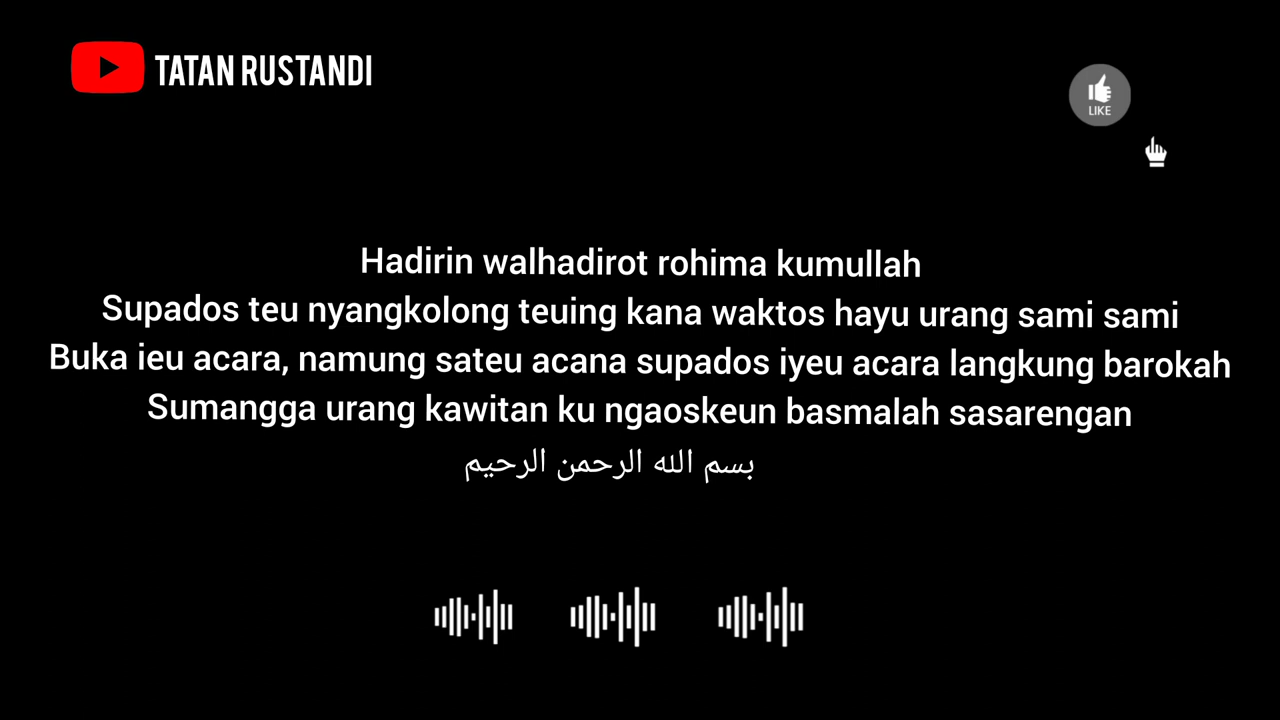 TATAN RUSTANDI
LIKE
Hadirin walhadirot rohima kumullah
Supados teu nyangkolong teuing kana waktos hayu urang sami sami
Buka ieu acara, namung sateu acana supados iyeu acara langkung barokah
Sumangga urang kawitan ku ngaoskeun basmalah sasarengan
بسم الله الرحمن الرحيم